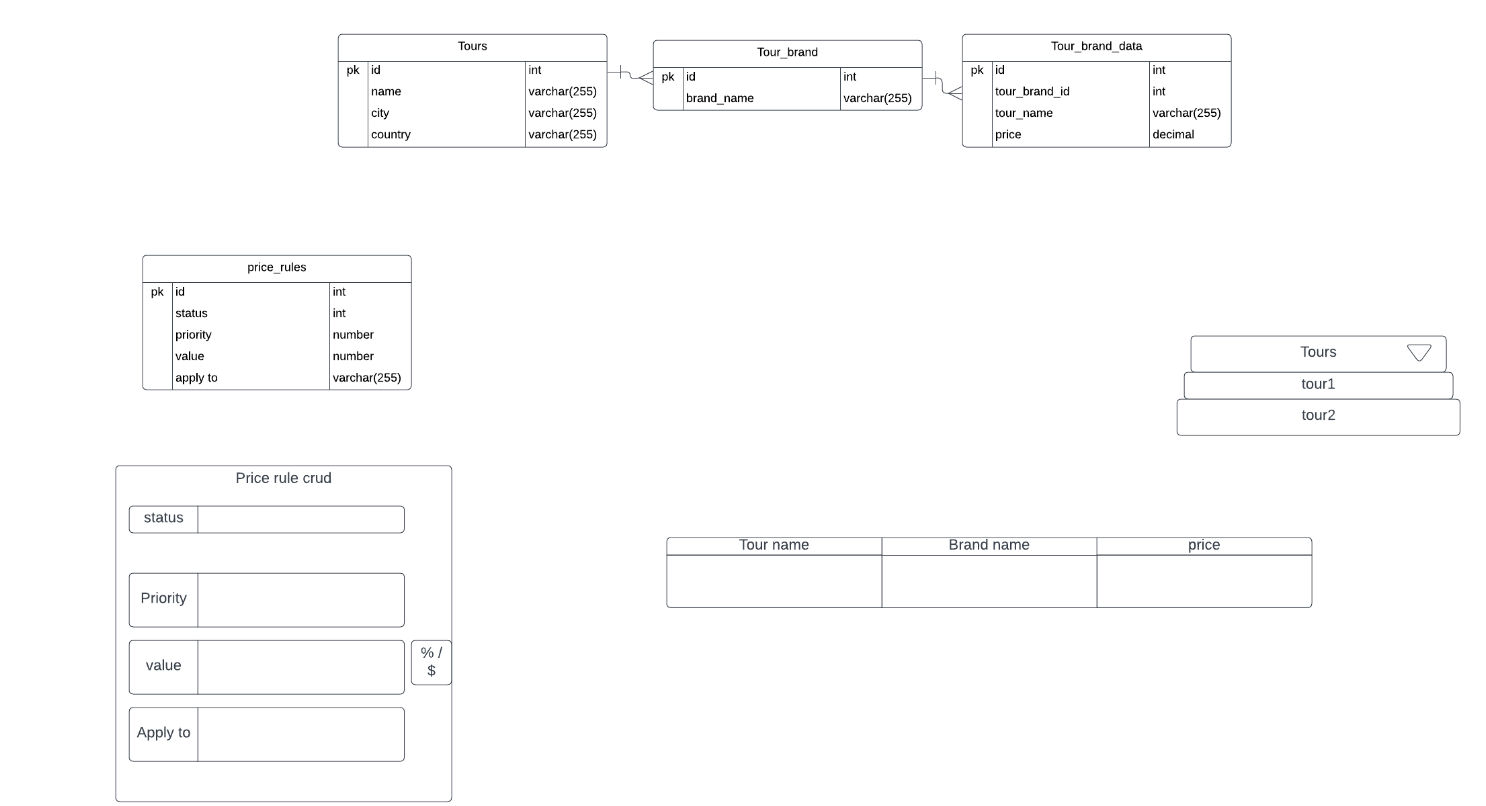 Tours
pk id int
name varchar(255)
city varchar(255)
country varchar(255)
Tour_brand
pk id int
brand_name varchar(255)
Tour_brand_data
pk id int
tour_brand_id int
tour_name varchar(255)
price decimal
price_rules
pk id int
status int
priority number
value number
apply to varchar(255)
Tours
tour1
tour2
Price rule crud
status
Priority
value
% /
$
Apply to
Tour name Brand name price